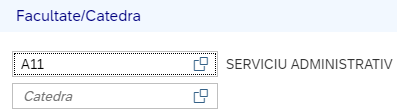 Facultate/Catedra
A11 SERVICIU ADMINISTRATIV
Catedra